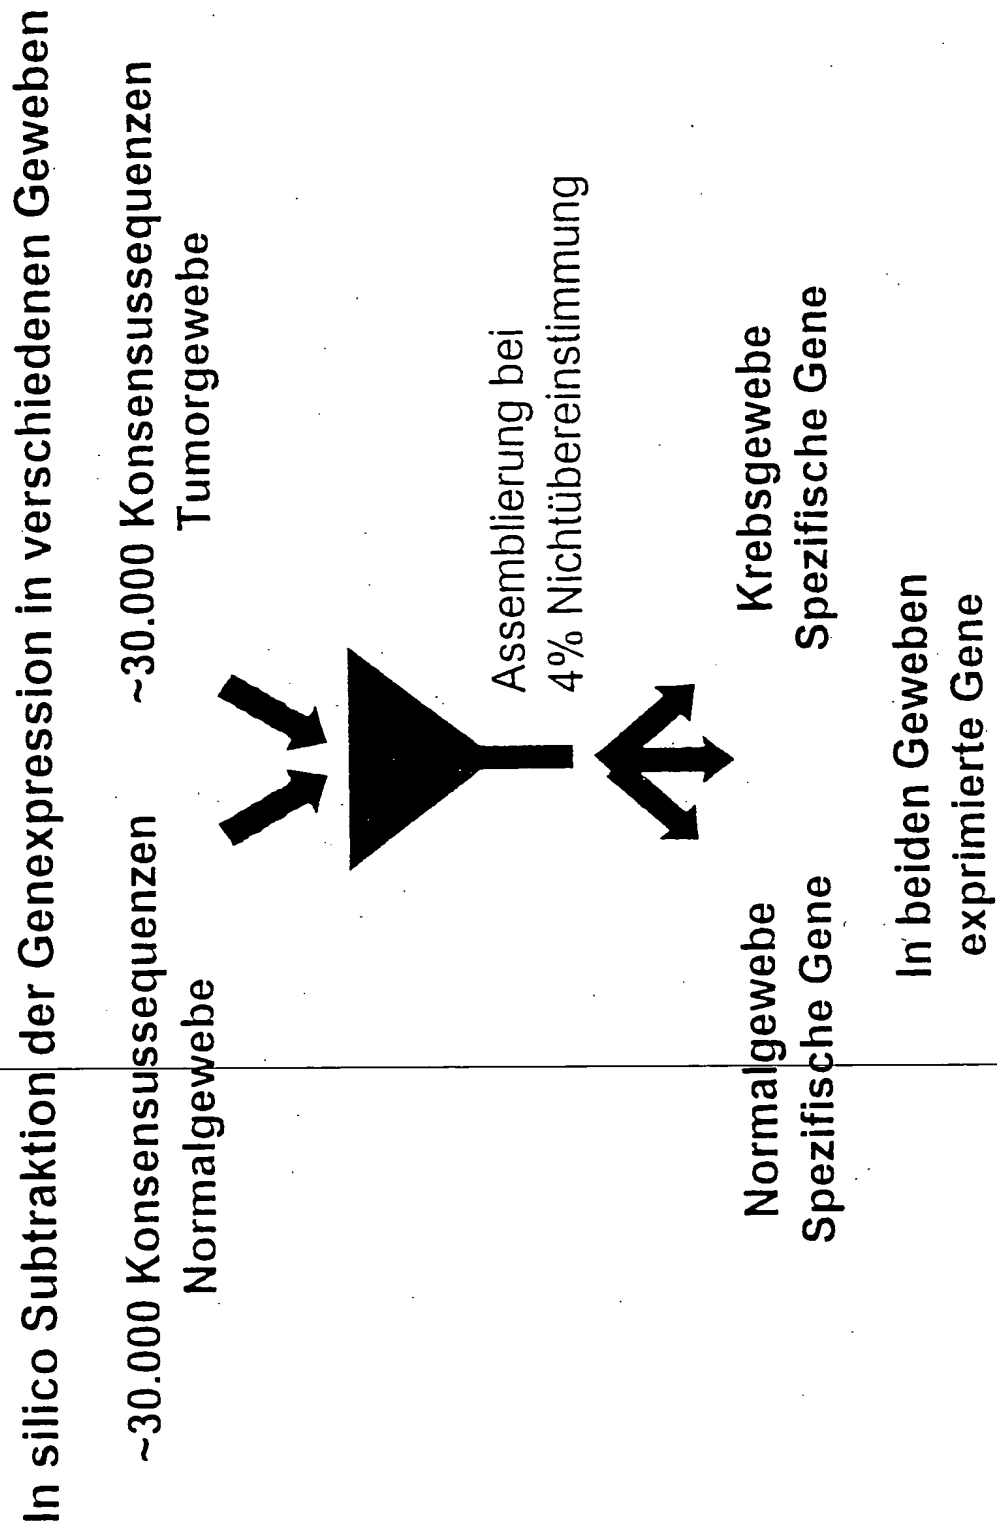 In silico Subtraktion der Genexpression in verschiedenen Geweben
~30.000 Konsensussequenzen
Normalgewebe
~30.000 Konsensussequenzen
Tumorgewebe
Assemblierung bei
4% Nichtübereinstimmung
Normalgewebe
Spezifische Gene
Krebsgewebe
Spezifische Gene
In beiden Geweben
exprimierte Gene